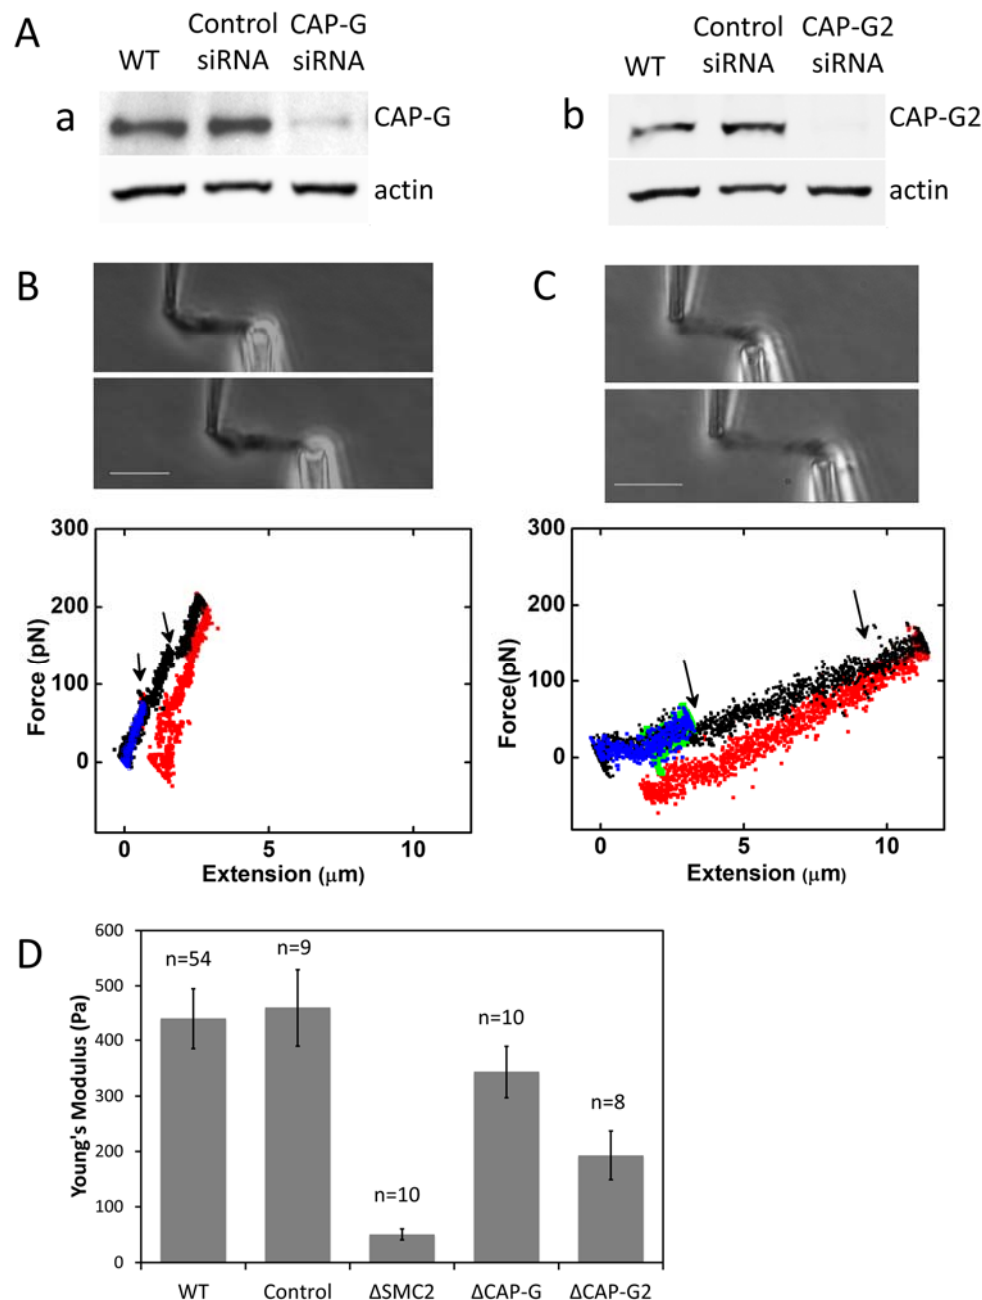 A
WT
Control
siRNA
CAP-G
siRNA
a
CAP-G
actin
WT
Control
siRNA
CAP-G2
siRNA
b
CAP-G2
actin
B
C
300
200
100
0
Force (pN)
0
5
10
Extension (μm)
300
200
100
0
Force(pN)
0
5
10
Extension (μm)
D
600
500
400
300
200
100
0
Young's Modulus (Pa)
n=54
n=9
n=10
n=10
n=8
WT
Control
ΔSMC2
ΔCAP-G
ΔCAP-G2